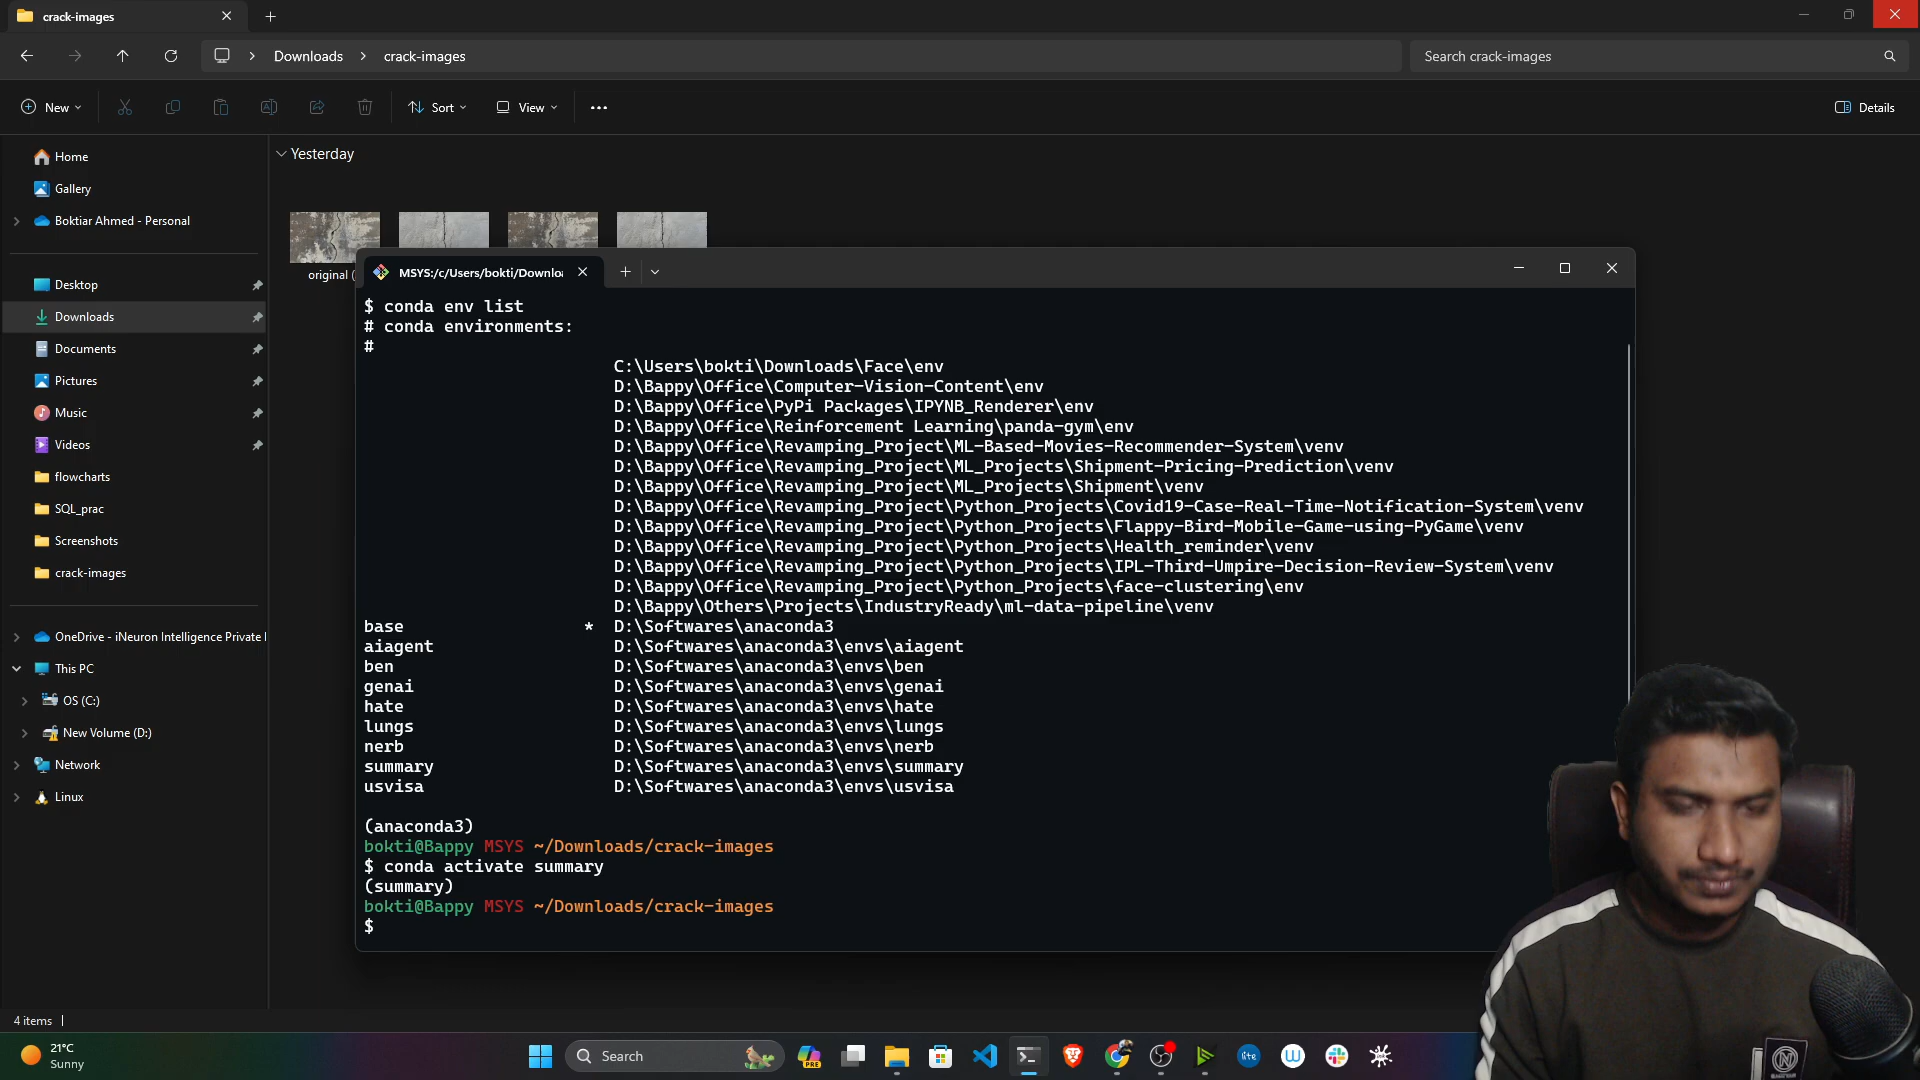 crack-images
Downloads
crack-images
Search crack-images
New
Sort
View
Details
Home
Gallery
Boktiar Ahmed - Personal
Desktop
Downloads
Documents
Pictures
Music
Videos
flowcharts
SQL_prac
Screenshots
crack-images
OneDrive - iNeuron Intelligence Private
This PC
OS (C:)
New Volume (D:)
Network
Linux
Yesterday
original (
MSYS:/c/Users/bokti/Downlo
$ conda env list
# conda environments:
#
C:\Users\bokti\Downloads\Face\env
D:\Bappy\Office\Computer-Vision-Content\env
D:\Bappy\Office\PyPi Packages\IPYNB_Renderer\env
D:\Bappy\Office\Reinforcement Learning\panda-gym\env
D:\Bappy\Office\Revamping_Project\ML-Based-Movies-Recommender-System\venv
D:\Bappy\Office\Revamping_Project\ML_Projects\Shipment-Pricing-Prediction\venv
D:\Bappy\Office\Revamping_Project\ML_Projects\Shipment\venv
D:\Bappy\Office\Revamping_Project\Python_Projects\Covid19-Case-Real-Time-Notification-System\venv
D:\Bappy\Office\Revamping_Project\Python_Projects\Flappy-Bird-Mobile-Game-using-PyGame\venv
D:\Bappy\Office\Revamping_Project\Python_Projects\Health_reminder\venv
D:\Bappy\Office\Revamping_Project\Python_Projects\IPL-Third-Umpire-Decision-Review-System\venv
D:\Bappy\Office\Revamping_Project\Python_Projects\face-clustering\env
D:\Bappy\Others\Projects\IndustryReady\ml-data-pipeline\venv
base * D:\Softwares\anaconda3
aiagent D:\Softwares\anaconda3\envs\aiagent
ben D:\Softwares\anaconda3\envs\ben
genai D:\Softwares\anaconda3\envs\genai
hate D:\Softwares\anaconda3\envs\hate
lungs D:\Softwares\anaconda3\envs\lungs
nerb D:\Softwares\anaconda3\envs\nerb
summary D:\Softwares\anaconda3\envs\summary
usvisa D:\Softwares\anaconda3\envs\usvisa
(anaconda3)
bokti@Bappy MSYS ~/Downloads/crack-images
$ conda activate summary
(summary)
bokti@Bappy MSYS ~/Downloads/crack-images
$
4 items
21°C
Sunny
Search
PRE
lite